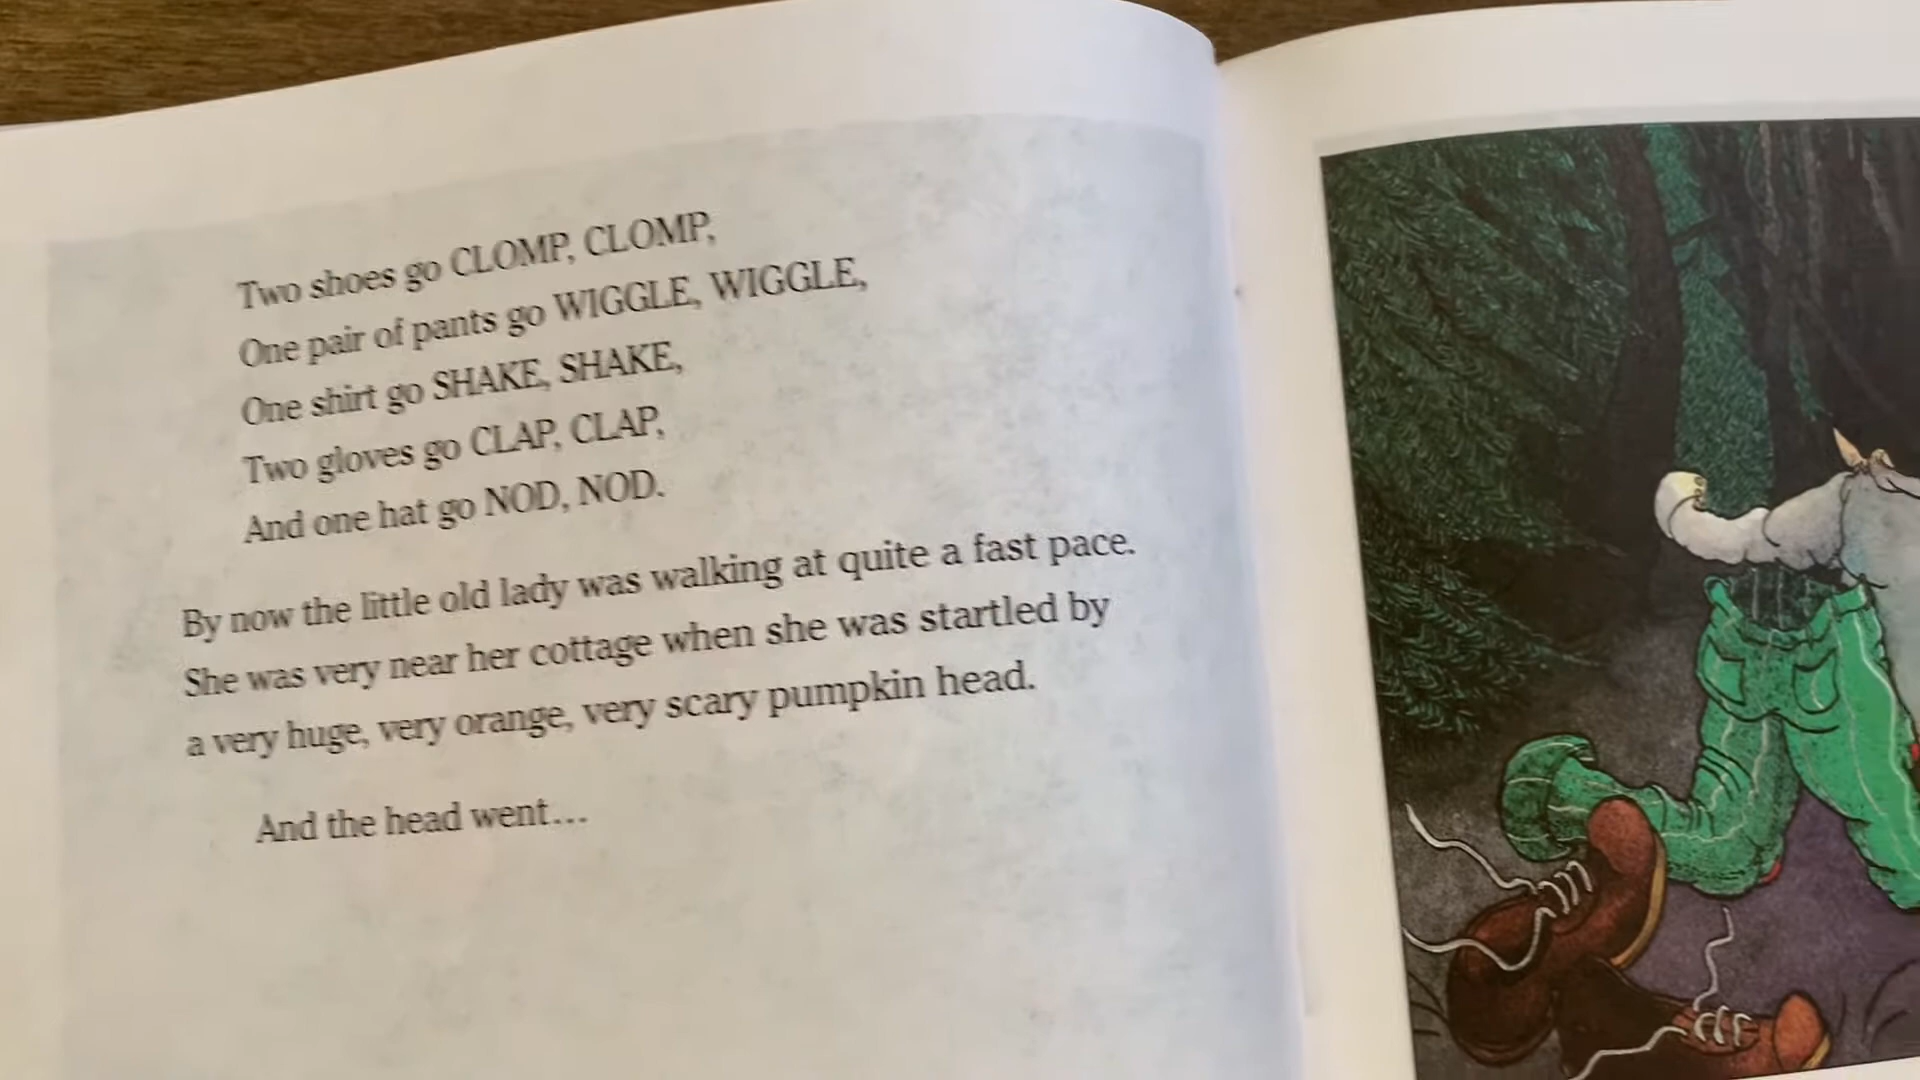 Two shoes go CLOMP, CLOMP,
One pair of pants go WIGGLE, WIGGLE,
One shirt go SHAKE, SHAKE,
Two gloves go CLAP, CLAP,
And one hat go NOD, NOD.
By now the little old lady was walking at quite a fast pace.
She was very near her cottage when she was startled by
a very huge, very orange, very scary pumpkin head.
And the head went…